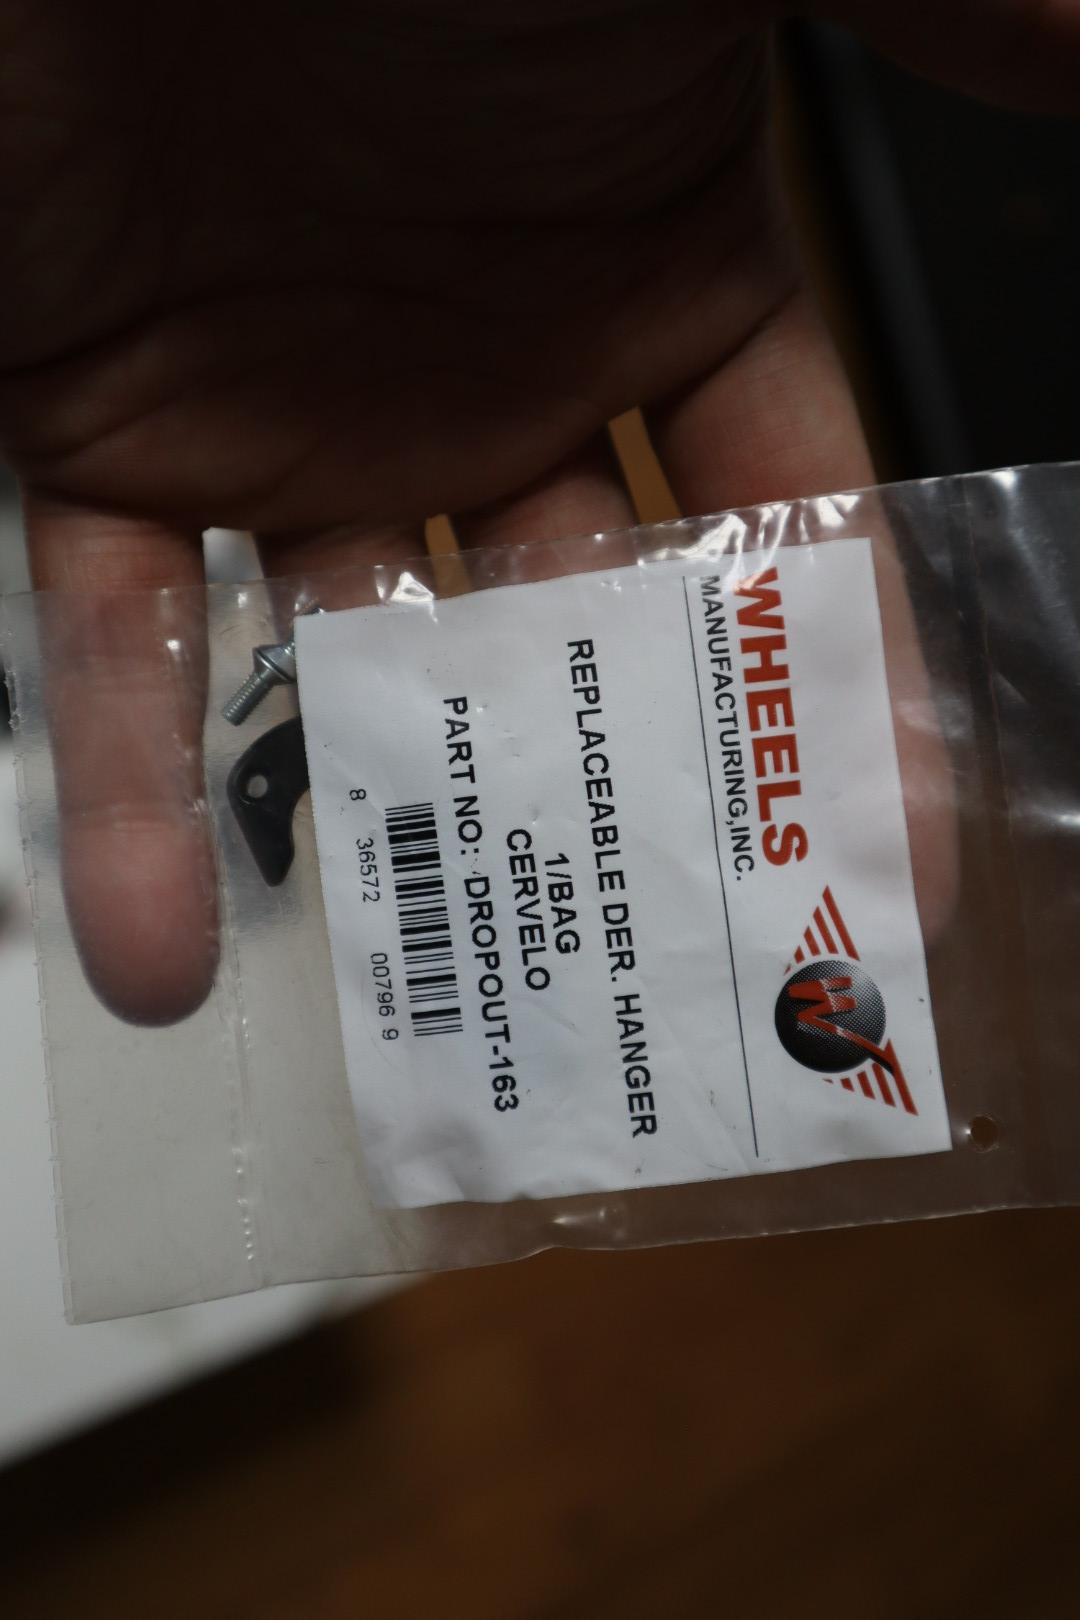 WHEELS
MANUFACTURING,INC.
REPLACEABLE DER. HANGER
1/BAG
CERVELO
PART NO: DROPOUT-163
8 36572 00796 9